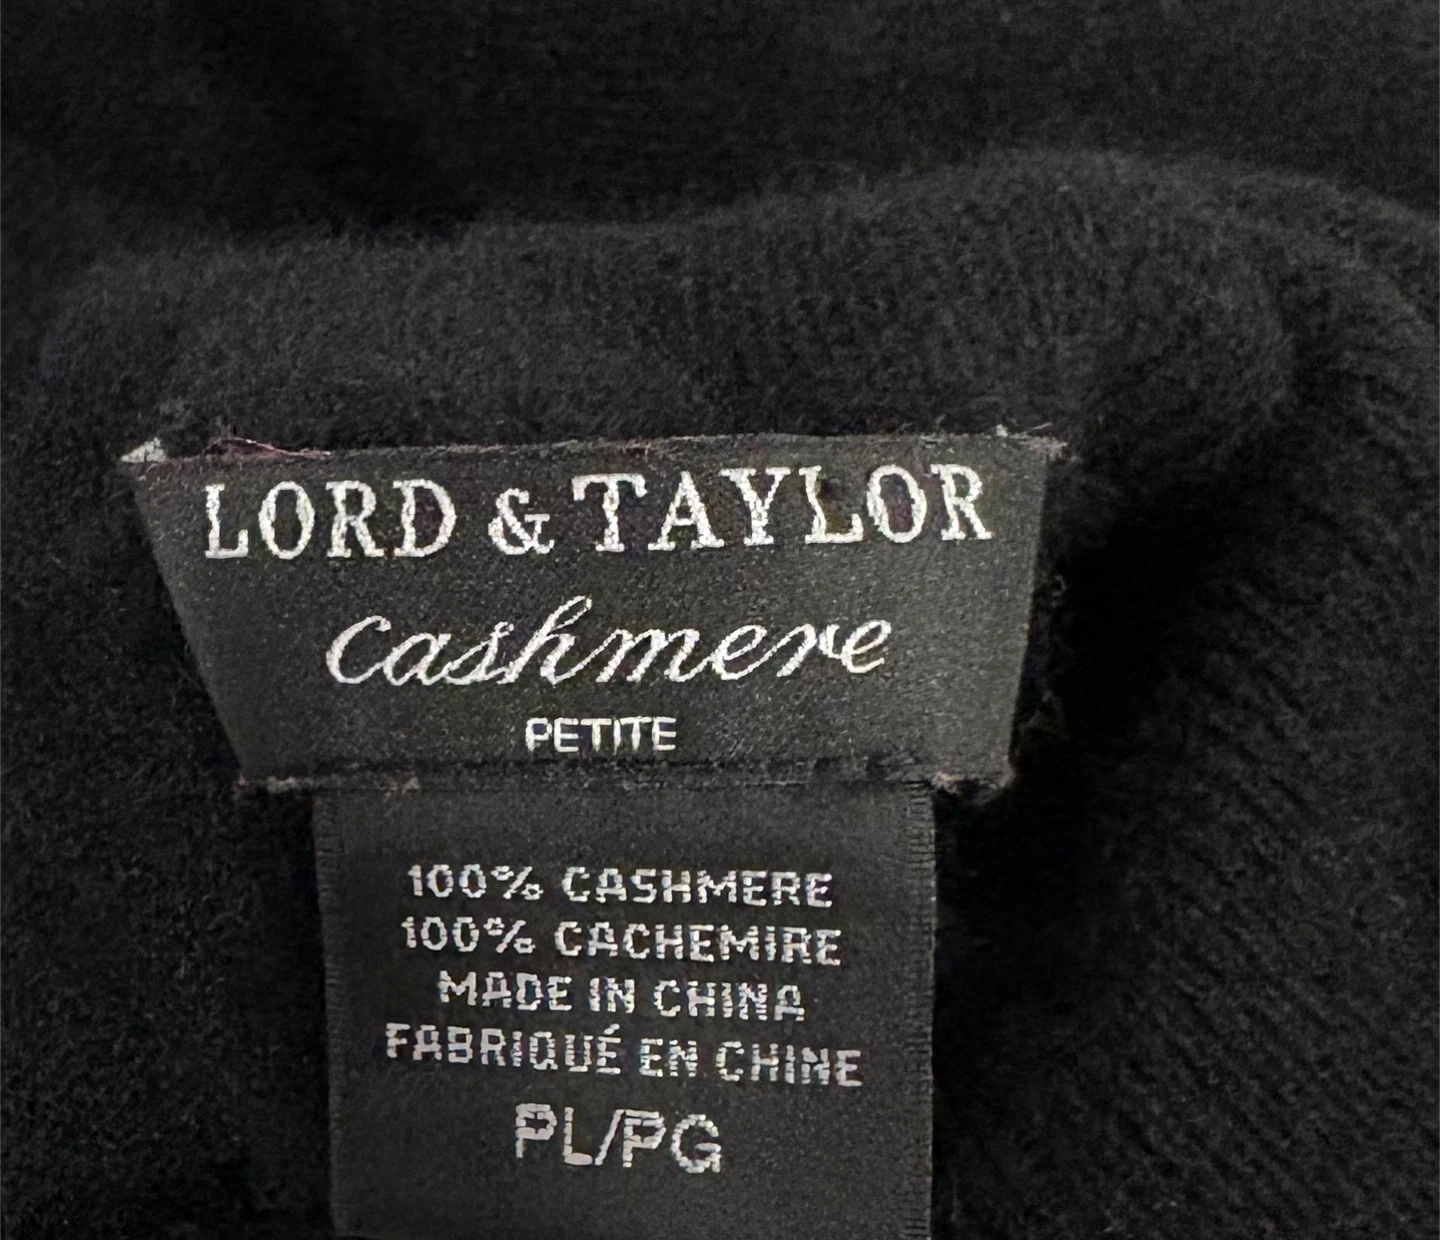 LORD & TAYLOR
cashmere
PETITE
100% CASHMERE
100% CACHEMIRE
MADE IN CHINA
FABRIQUÉ EN CHINE
PL/PG